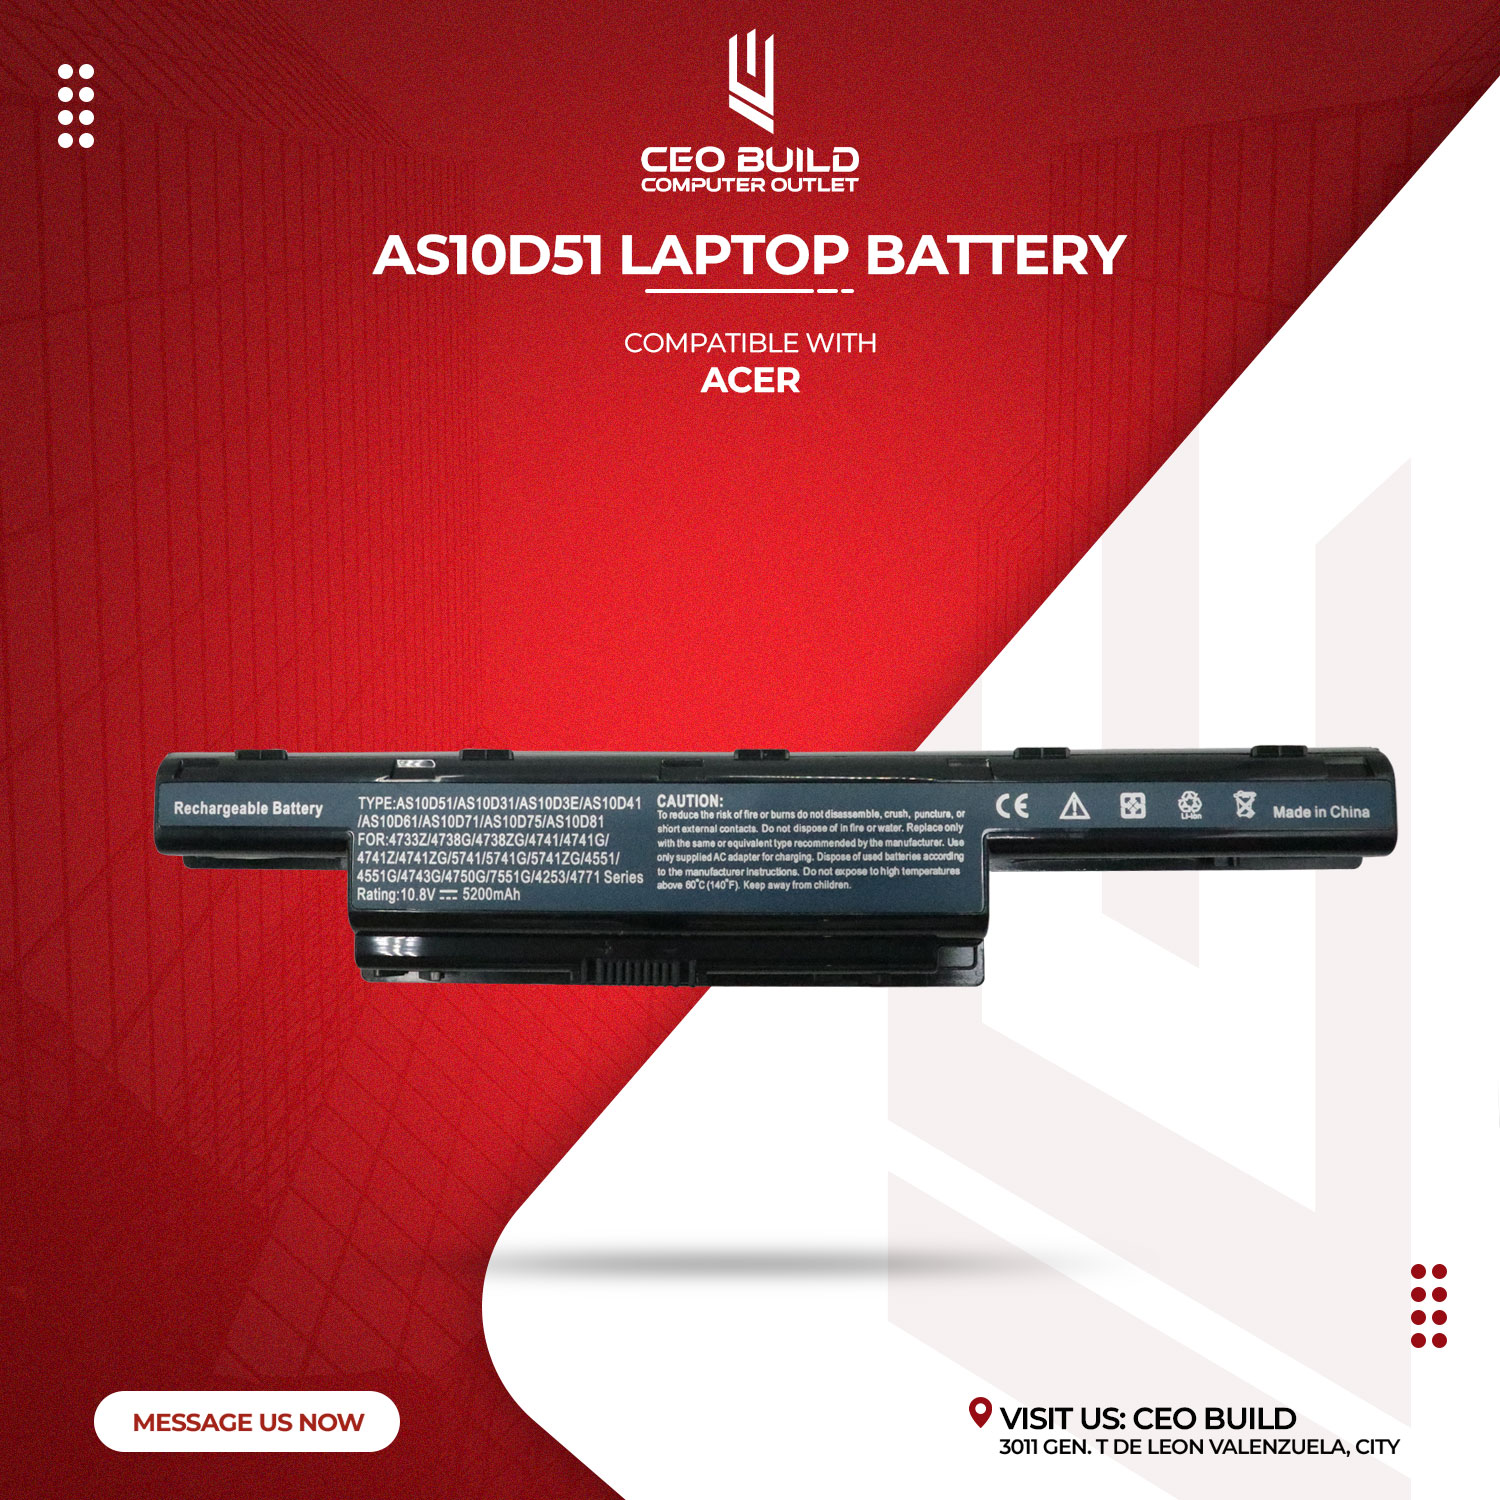 CEO BUILD
COMPUTER OUTLET
AS10D51 LAPTOP BATTERY
COMPATIBLE WITH
ACER
Rechargeable Battery
TYPE:AS10D51/AS10D31/AS10D3E/AS10D41
/AS10D61/AS10D71/AS10D75/AS10D81
FOR:4733Z/4738G/4738ZG/4741/4741G/
4741Z/4741ZG/5741/5741G/5741ZG/4551/
4551G/4743G/4750G/7551G/4253/4771 Series
Rating:10.8V 5200mAh
CAUTION:
To reduce the risk of fire or burns do not disassemble, crush, puncture, or
short external contacts. Do not dispose of in fire or water. Replace only
with the same or equivalent type recommended by the manufacturer. Use
only supplied AC adapter for charging. Dispose of used batteries according
to the manufacturer instructions. Do not expose to high temperatures
above 60°C (140°F). Keep away from children.
CE
Li-ion
Made in China
MESSAGE US NOW
VISIT US: CEO BUILD
3011 GEN. T DE LEON VALENZUELA, CITY